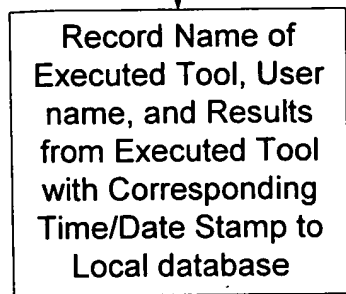 Record Name of
Executed Tool, User
name, and Results
from Executed Tool
with Corresponding
Time/Date Stamp to
Local database